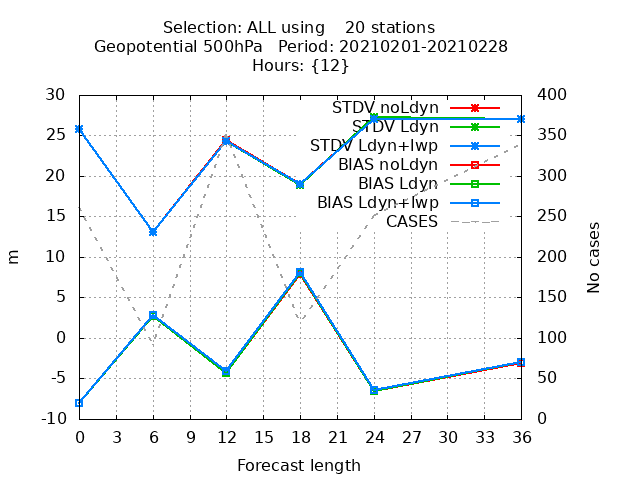 Selection: ALL using    20 stations
Geopotential 500hPa   Period: 20210201-20210228
Hours: {12}
30
25
20
15
10
5
0
-5
-10
m
400
350
300
250
200
150
100
50
0
No cases
STDV noLdyn
STDV Ldyn
STDV Ldyn+lwp
BIAS noLdyn
BIAS Ldyn
BIAS Ldyn+lwp
CASES
0 3 6 9 12 15 18 21 24 27 30 33 36
Forecast length